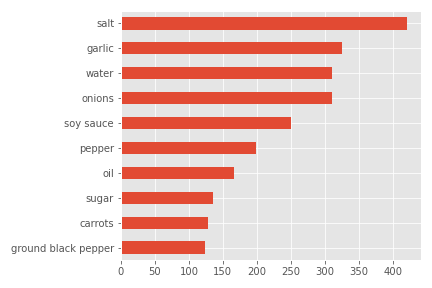 salt
garlic
water
onions
soy sauce
pepper
oil
sugar
carrots
ground black pepper
0 50 100 150 200 250 300 350 400